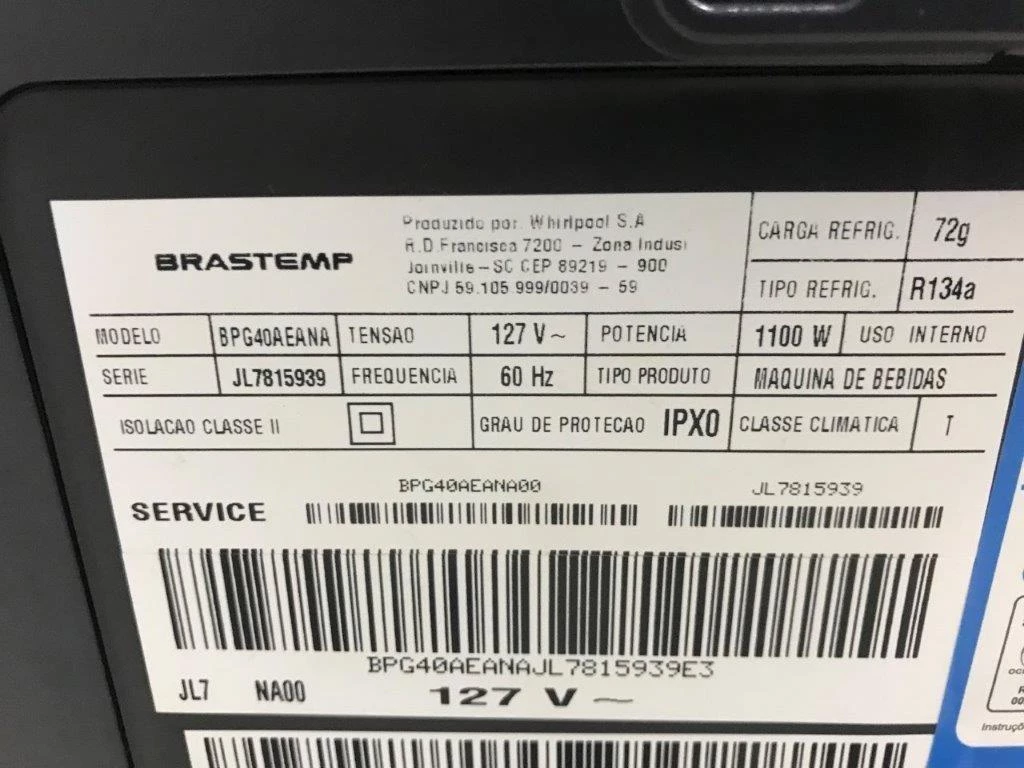 Produzido por. Whirlpool S.A
R.D Francisca 7200 - Zona Indusi
Joinville-SC CEP 89219 - 900
CNPJ 59.105.999/0039 - 59
BRASTEMP
CARGA REFRIG. 72g
TIPO REFRIG. R134a
MODELO BPG40AEANA TENSAO 127 V~ POTENCIA 1100 W USO INTERNO
SERIE JL7815939 FREQUENCIA 60 Hz TIPO PRODUTO MAQUINA DE BEBIDAS
ISOLACAO CLASSE II GRAU DE PROTECAO IPX0 CLASSE CLIMATICA T
BPG40AEANA00 JL7815939
SERVICE
BPG40AEANAJL7815939E3
JL7 NA00 127 V ~
Instruçõ